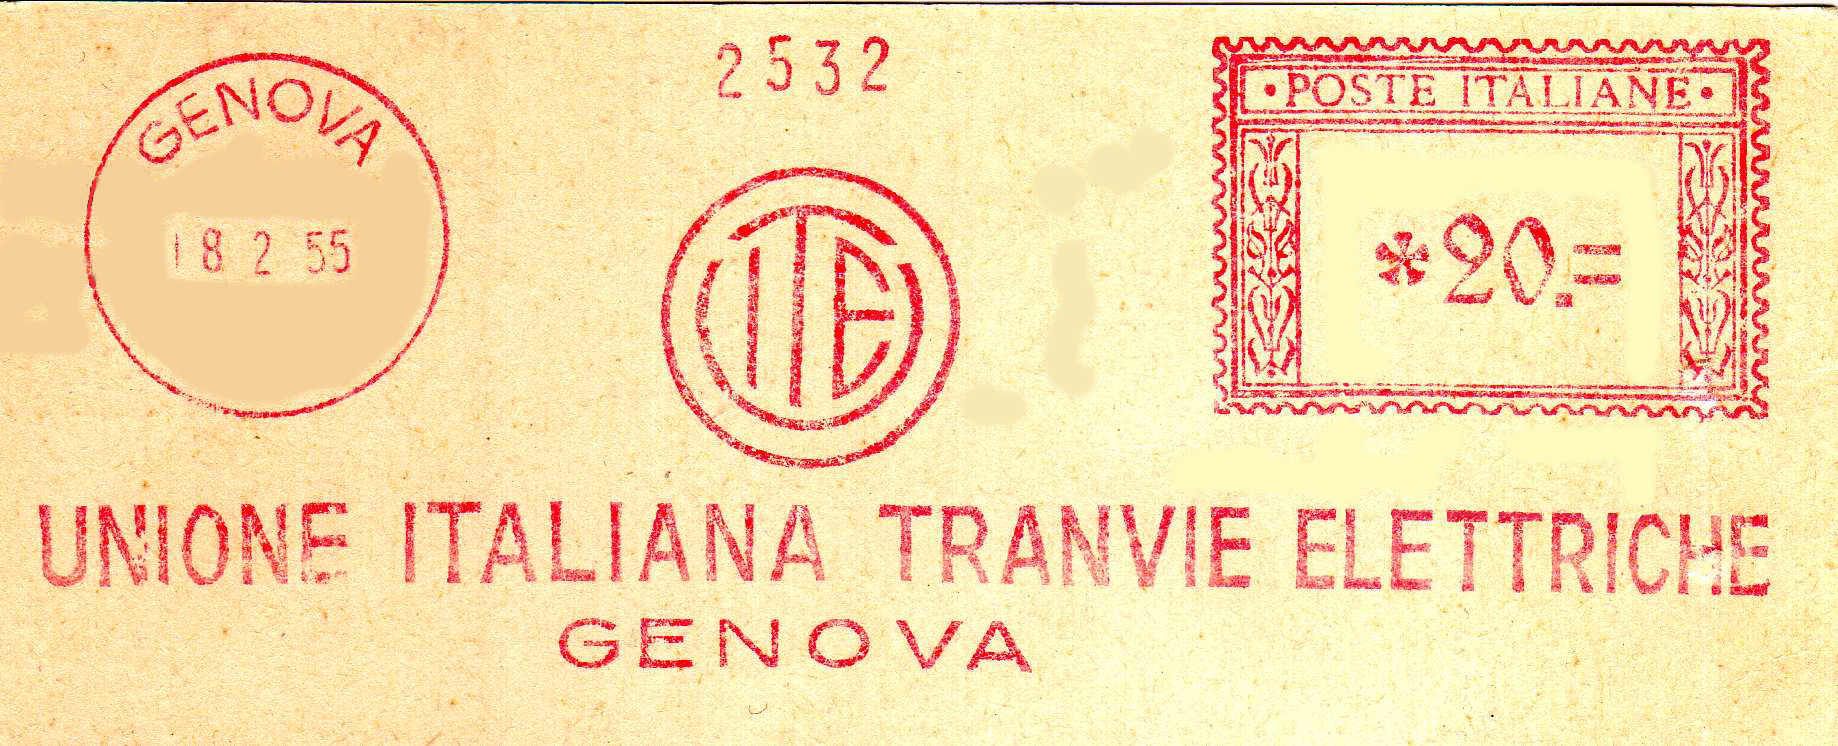 GENOVA
18 2 55
2532
UITE
· POSTE ITALIANE ·
*20.=
UNIONE ITALIANA TRANVIE ELETTRICHE
GENOVA